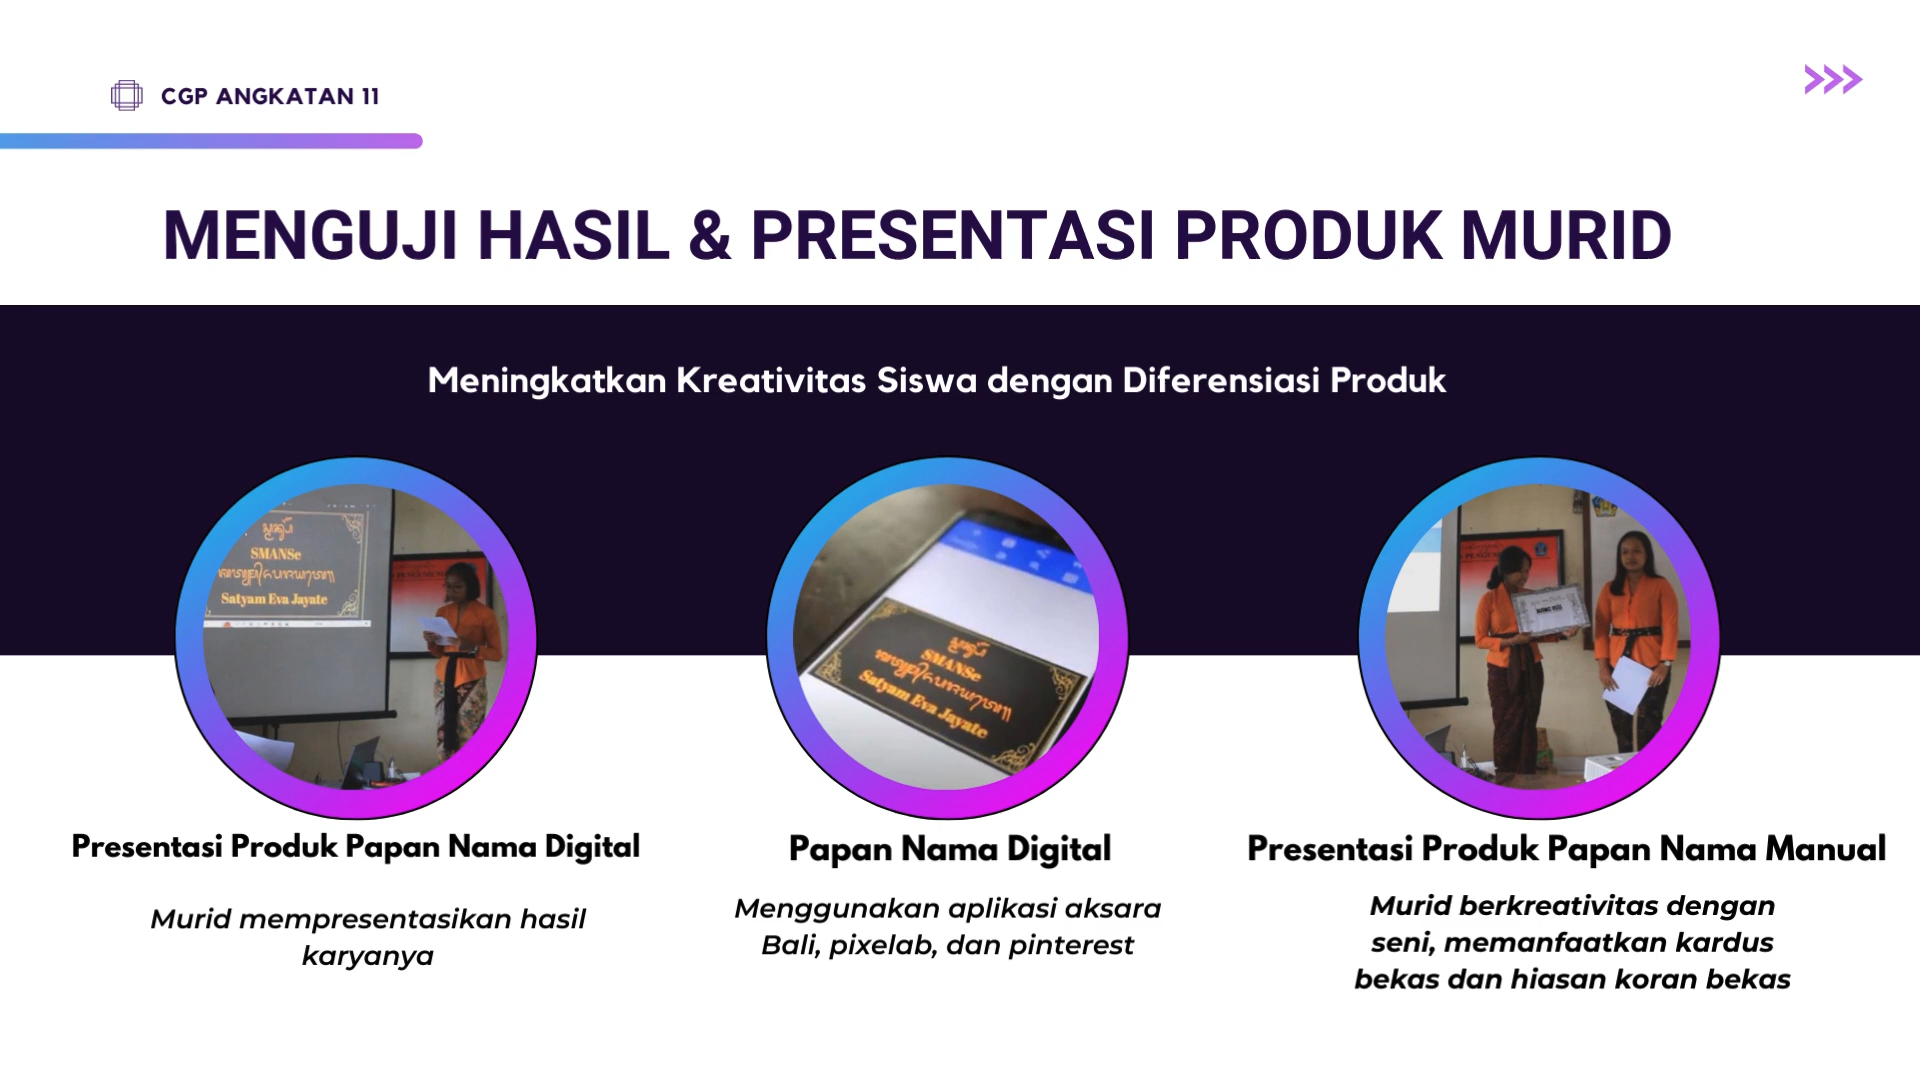 CGP ANGKATAN 11
MENGUJI HASIL & PRESENTASI PRODUK MURID
Meningkatkan Kreativitas Siswa dengan Diferensiasi Produk
SMANSe
Satyam Eva Jayate
SMANSe
Satyam Eva Jayate
Presentasi Produk Papan Nama Digital
Murid mempresentasikan hasil
karyanya
Papan Nama Digital
Menggunakan aplikasi aksara
Bali, pixelab, dan pinterest
Presentasi Produk Papan Nama Manual
Murid berkreativitas dengan
seni, memanfaatkan kardus
bekas dan hiasan koran bekas